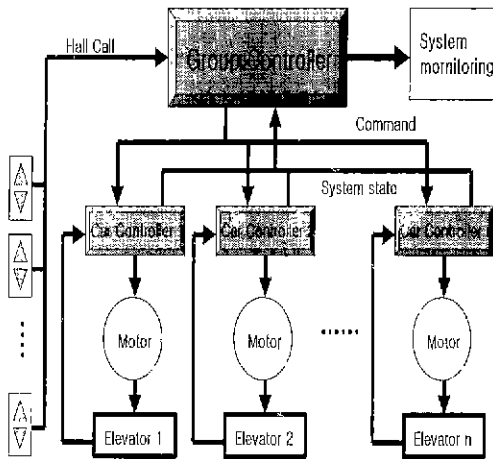 Hall Call
Group Controller
System
mornitoring
Command
System state
Car Controller
Car Controller
Car Controller
Motor
Motor
Motor
Elevator 1
Elevator 2
Elevator n